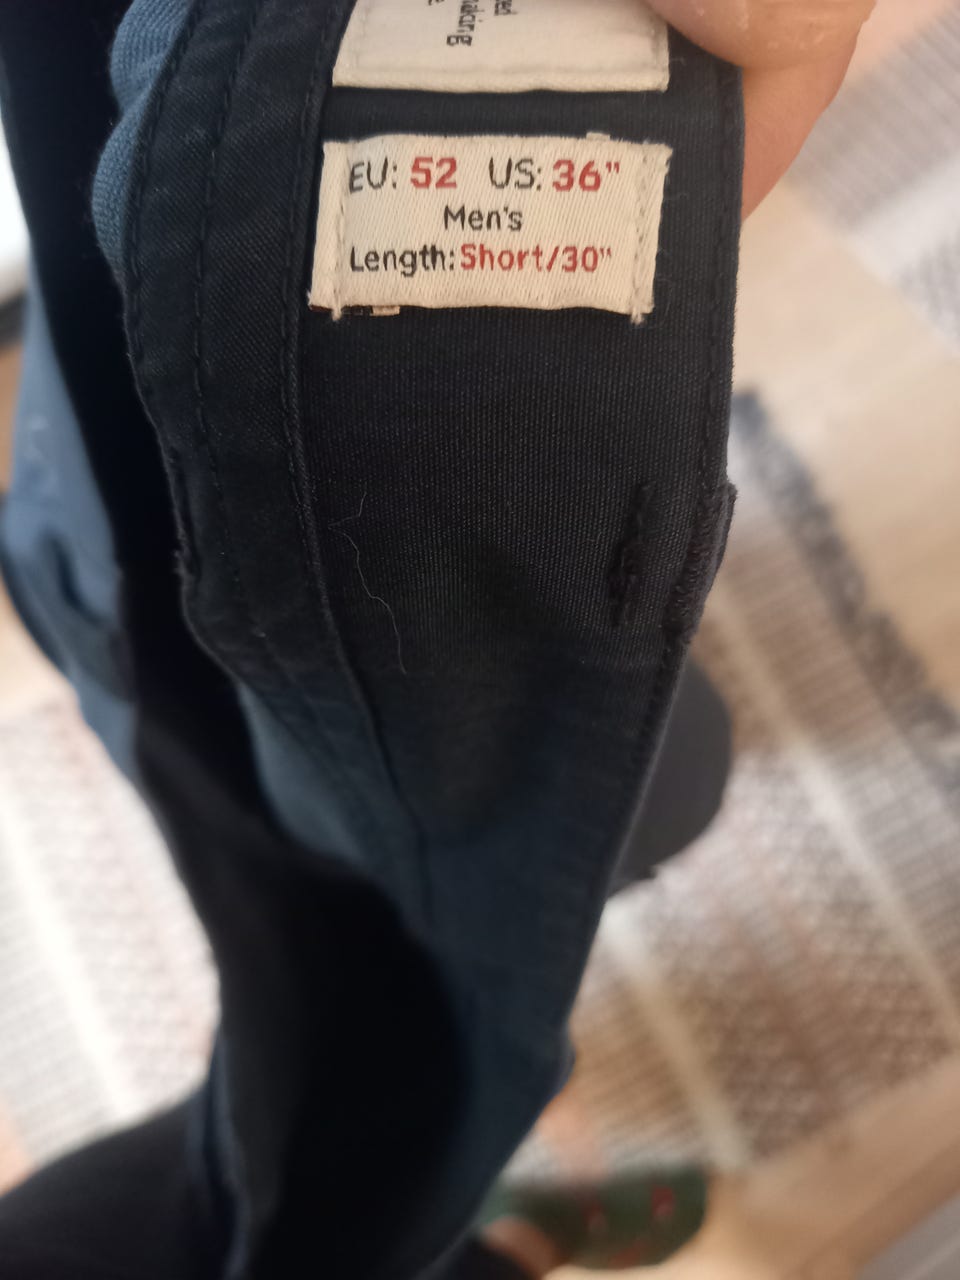 EU: 52 US: 36"
Men's
Length: Short/30"